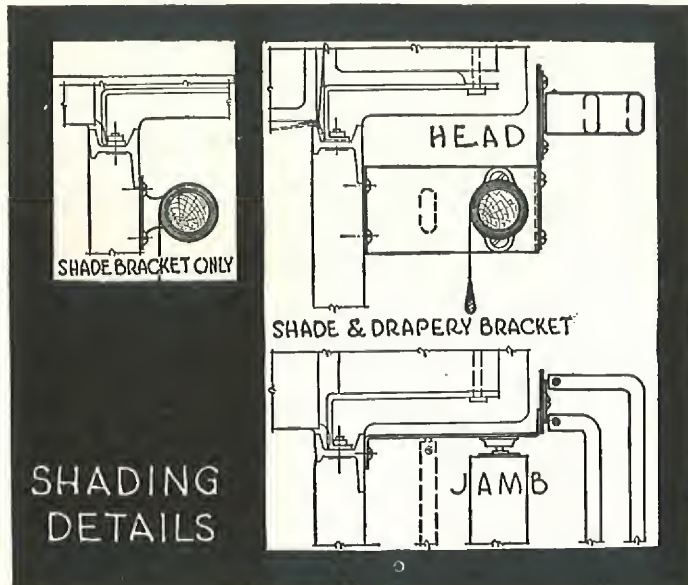 SHADE BRACKET ONLY
HEAD
SHADE & DRAPERY BRACKET
JAMB
SHADING
DETAILS